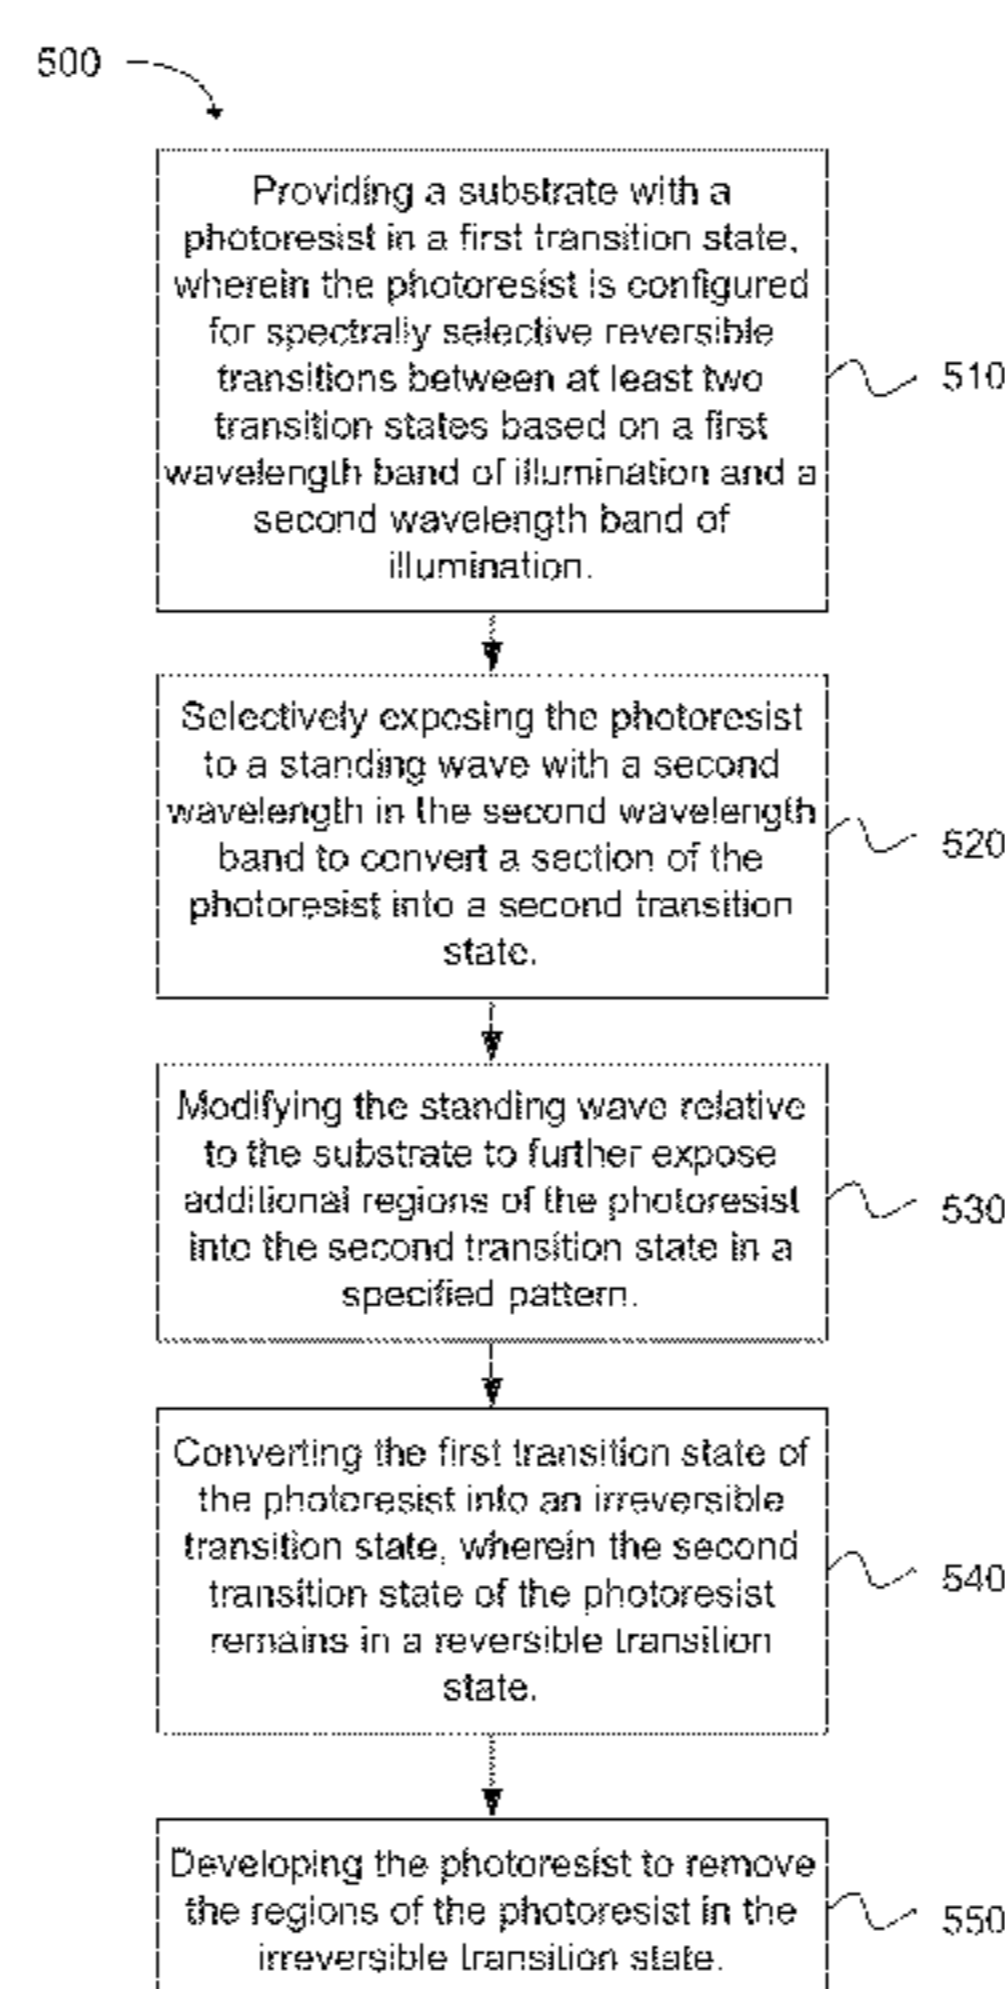 500
Providing a substrate with a
photoresist in a first transition state,
wherein the photoresist is configured
for spectrally selective reversible
transitions between at least two
transition states based on a first
wavelength band of illumination and a
second wavelength band of
illumination.
510
Selectively exposing the photoresist
to a standing wave with a second
wavelength in the second wavelength
band to convert a section of the
photoresist into a second transition
state.
520
Modifying the standing wave relative
to the substrate to further expose
additional regions of the photoresist
into the second transition state in a
specified pattern.
530
Converting the first transition state of
the photoresist into an irreversible
transition state, wherein the second
transition state of the photoresist
remains in a reversible transition
state.
540
Developing the photoresist to remove
the regions of the photoresist in the
irreversible transition state.
550